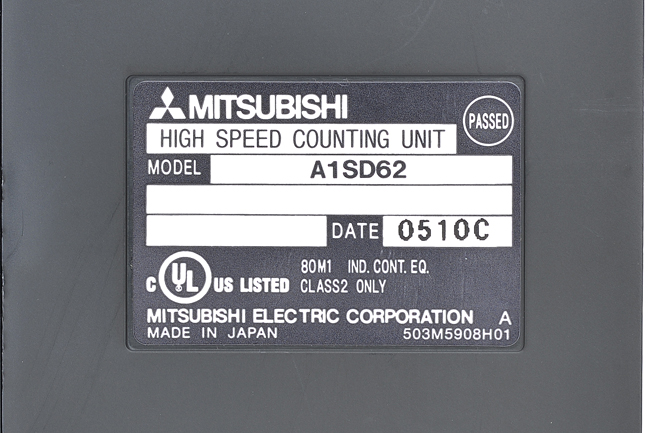 MITSUBISHI
PASSED
HIGH SPEED COUNTING UNIT
MODEL A1SD62
DATE 0510C
C UL US LISTED
80M1 IND. CONT. EQ.
CLASS2 ONLY
MITSUBISHI ELECTRIC CORPORATION A
MADE IN JAPAN 503M5908H01